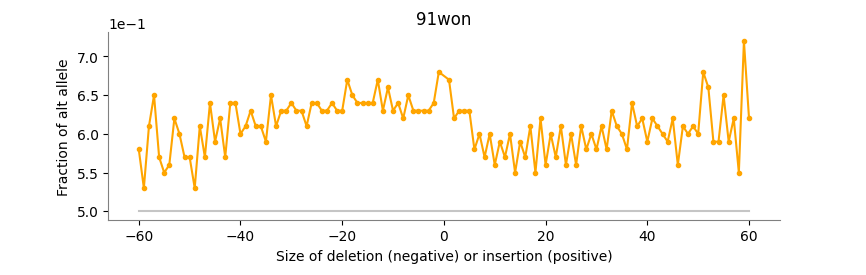 91won
1e−1
7.0
6.5
6.0
5.5
5.0
Fraction of alt allele
−60 −40 −20 0 20 40 60
Size of deletion (negative) or insertion (positive)